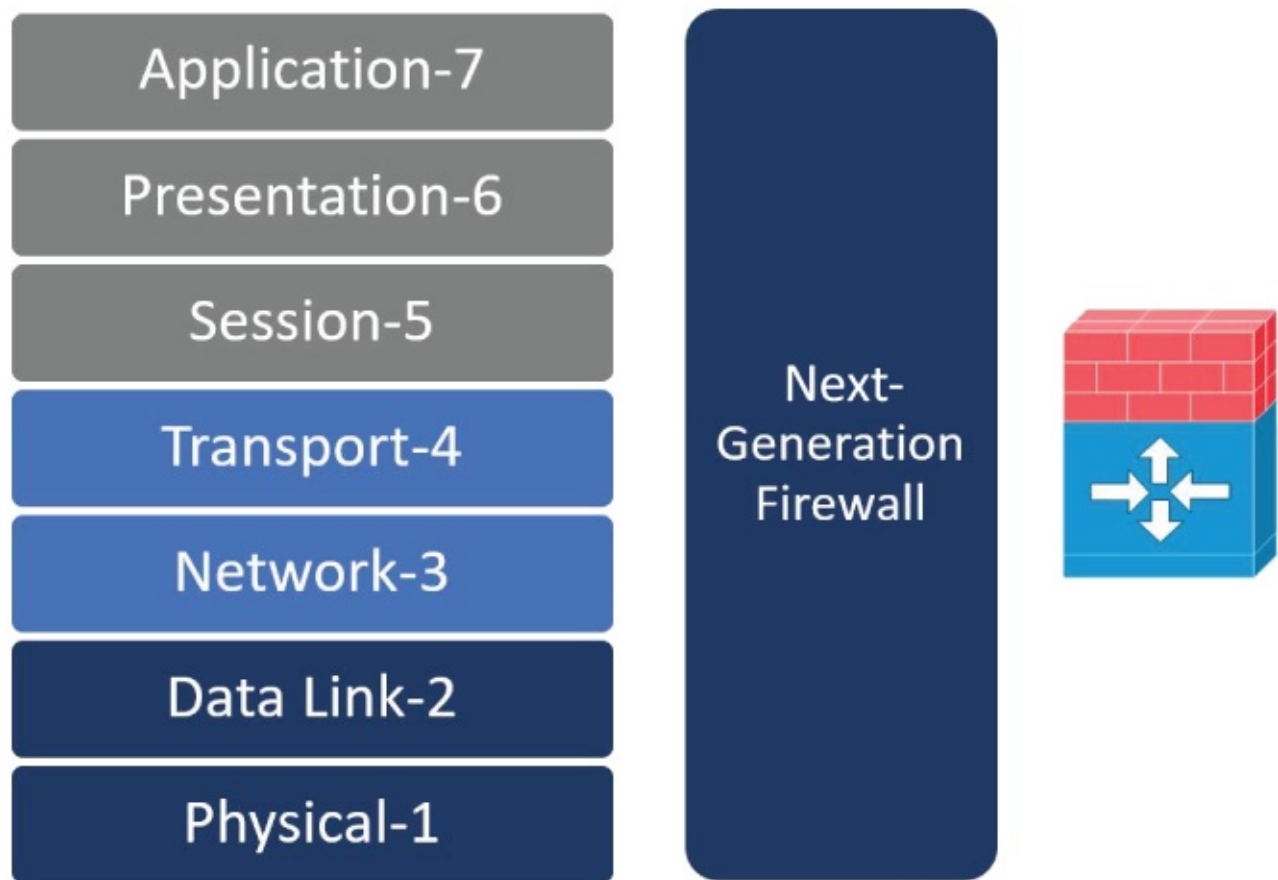 Application-7
Presentation-6
Session-5
Transport-4
Network-3
Data Link-2
Physical-1
Next-
Generation
Firewall